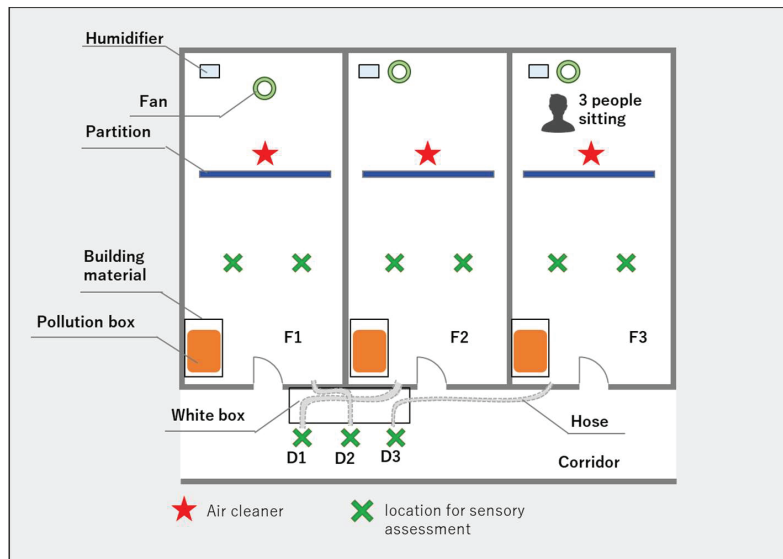 Humidifier
Fan
3 people
sitting
Partition
Building
material
Pollution box
F1
F2
F3
White box
Hose
D1
D2
D3
Corridor
Air cleaner
location for sensory
assessment